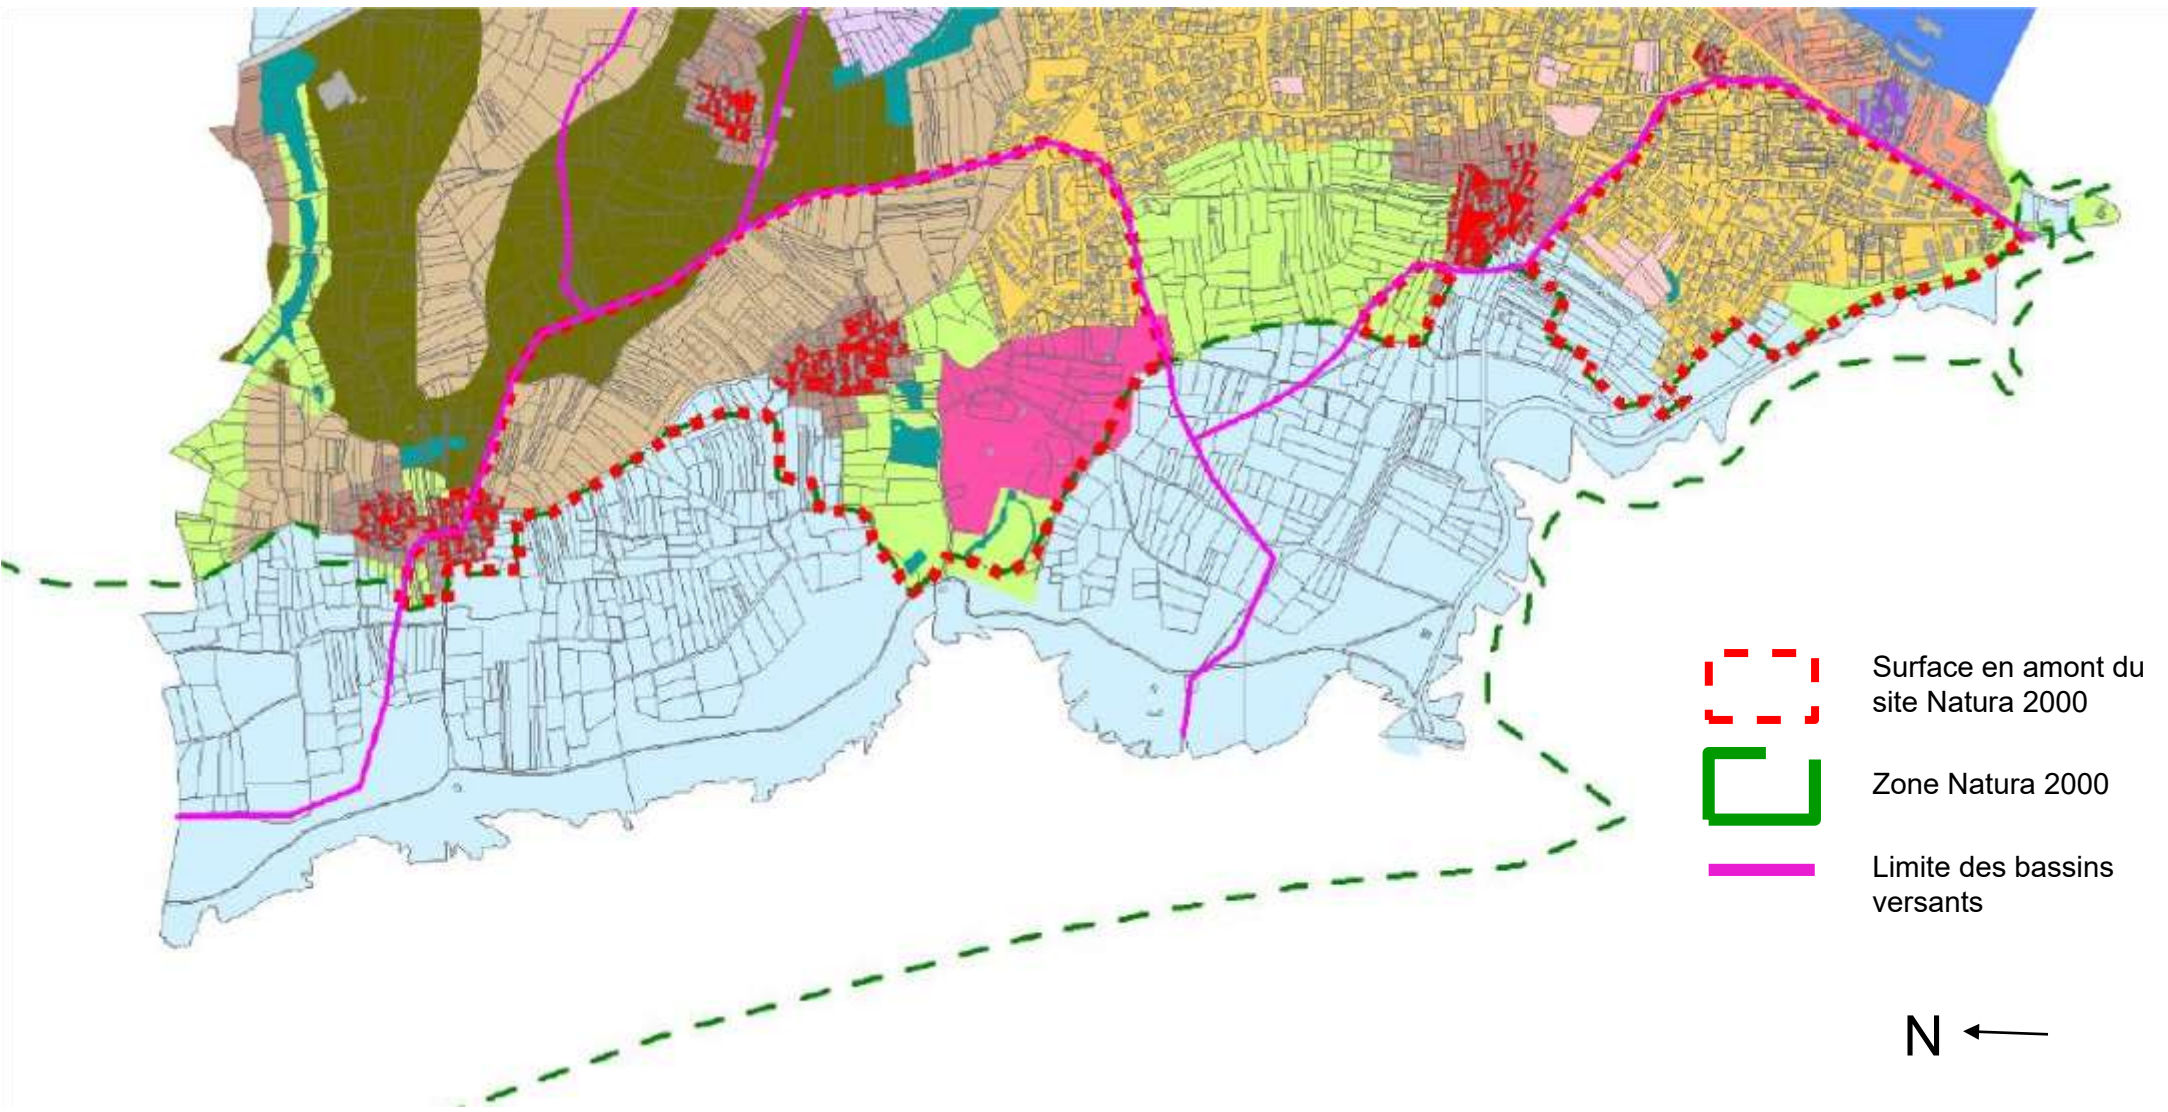 Surface en amont du
site Natura 2000
Zone Natura 2000
Limite des bassins
versants
N